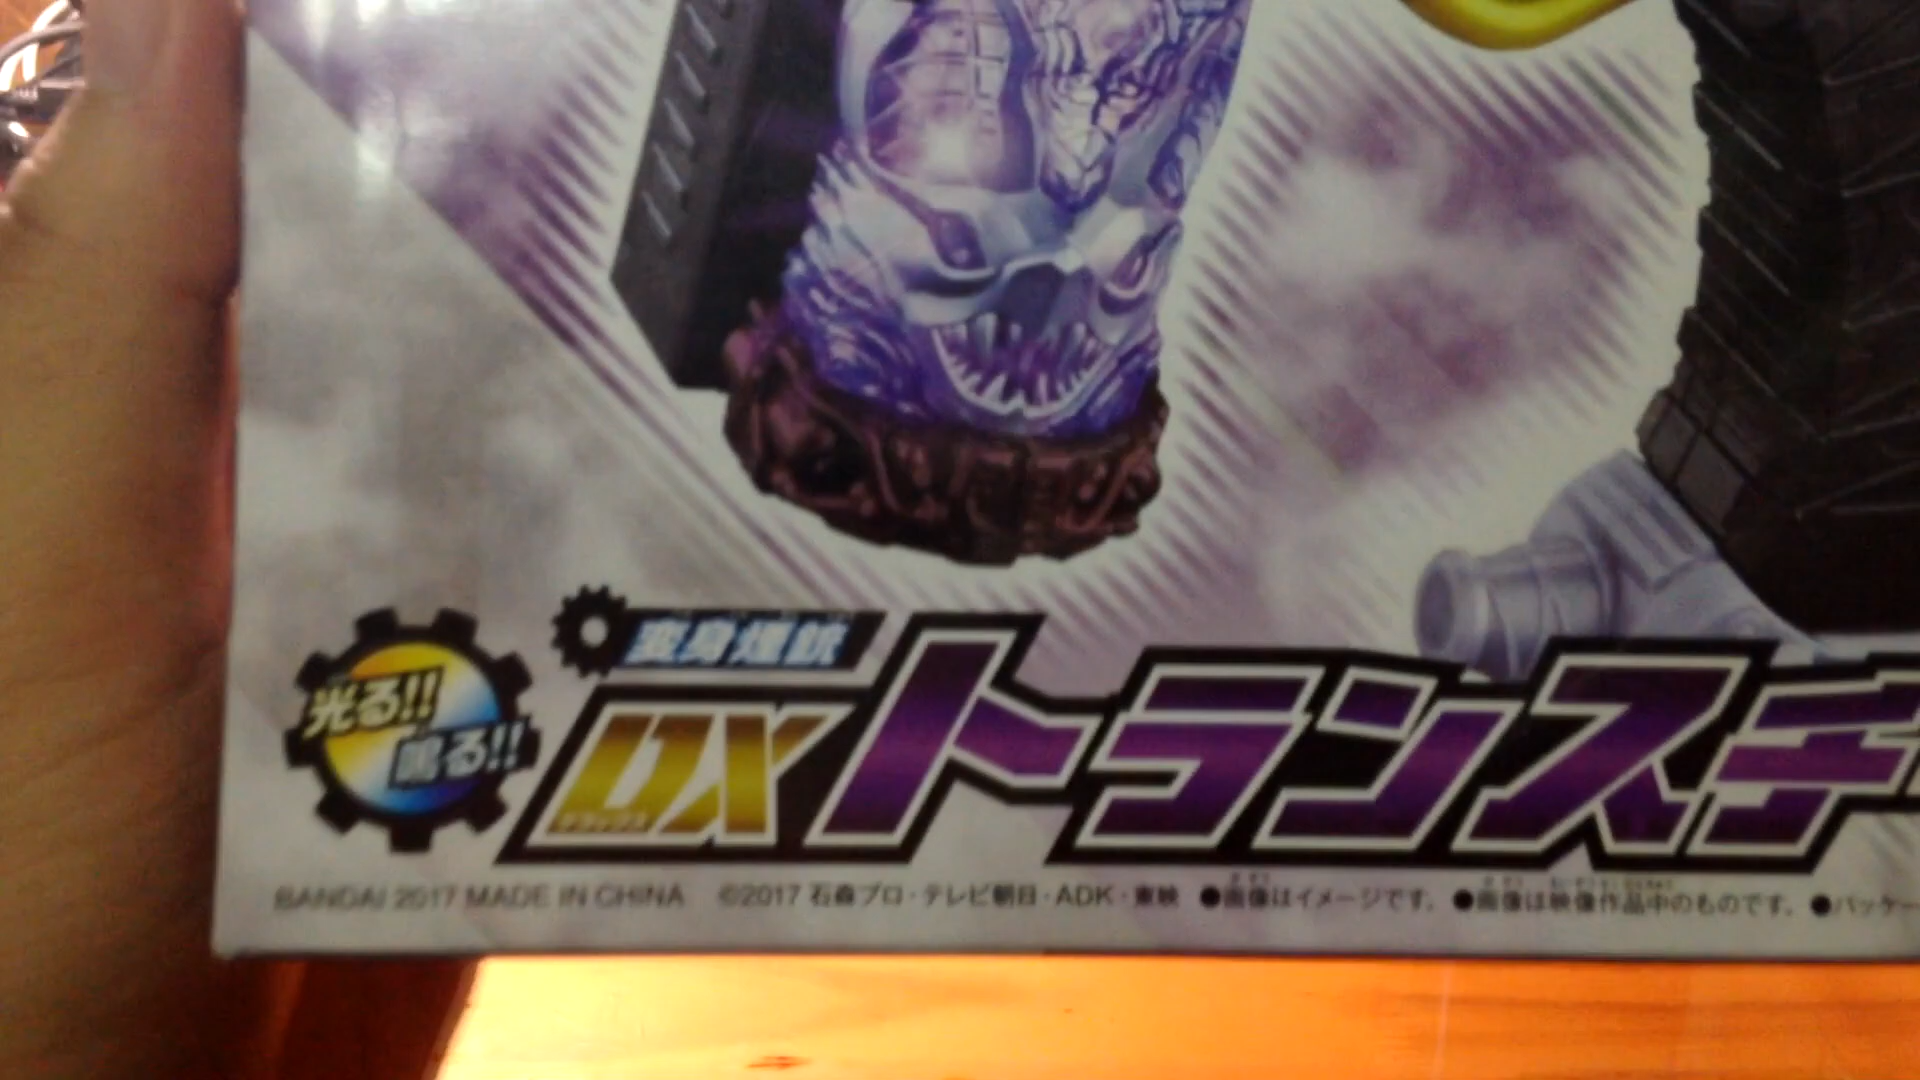 変身煙銃
光る!!
鳴る!!
DXトランスチ
BANDAI 2017 MADE IN CHINA ©2017 石森プロ・テレビ朝日・ADK・東映 ●画像はイメージです。 ●画像は映像作品中のものです。 ●パッケー